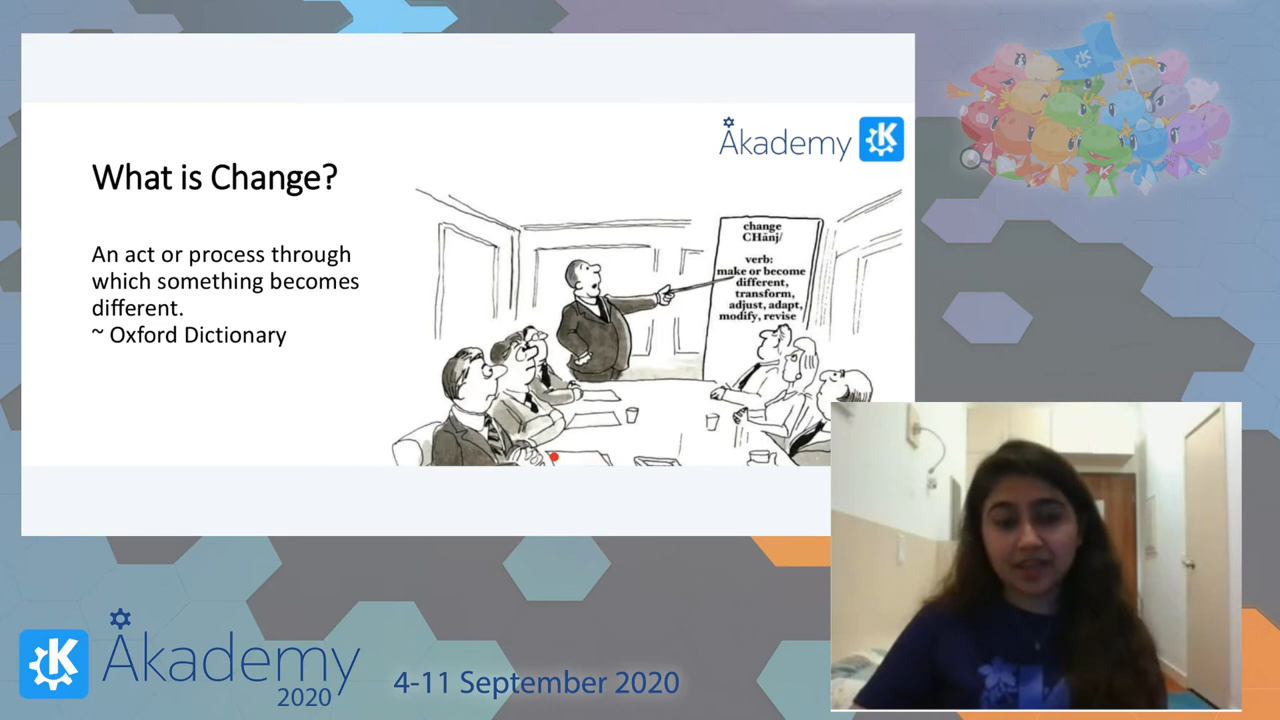 Akademy
What is Change?
An act or process through
which something becomes
different.
~ Oxford Dictionary
change
CHānj/
verb:
make or become
different,
transform,
adjust, adapt,
modify, revise
Akademy
2020
4-11 September 2020